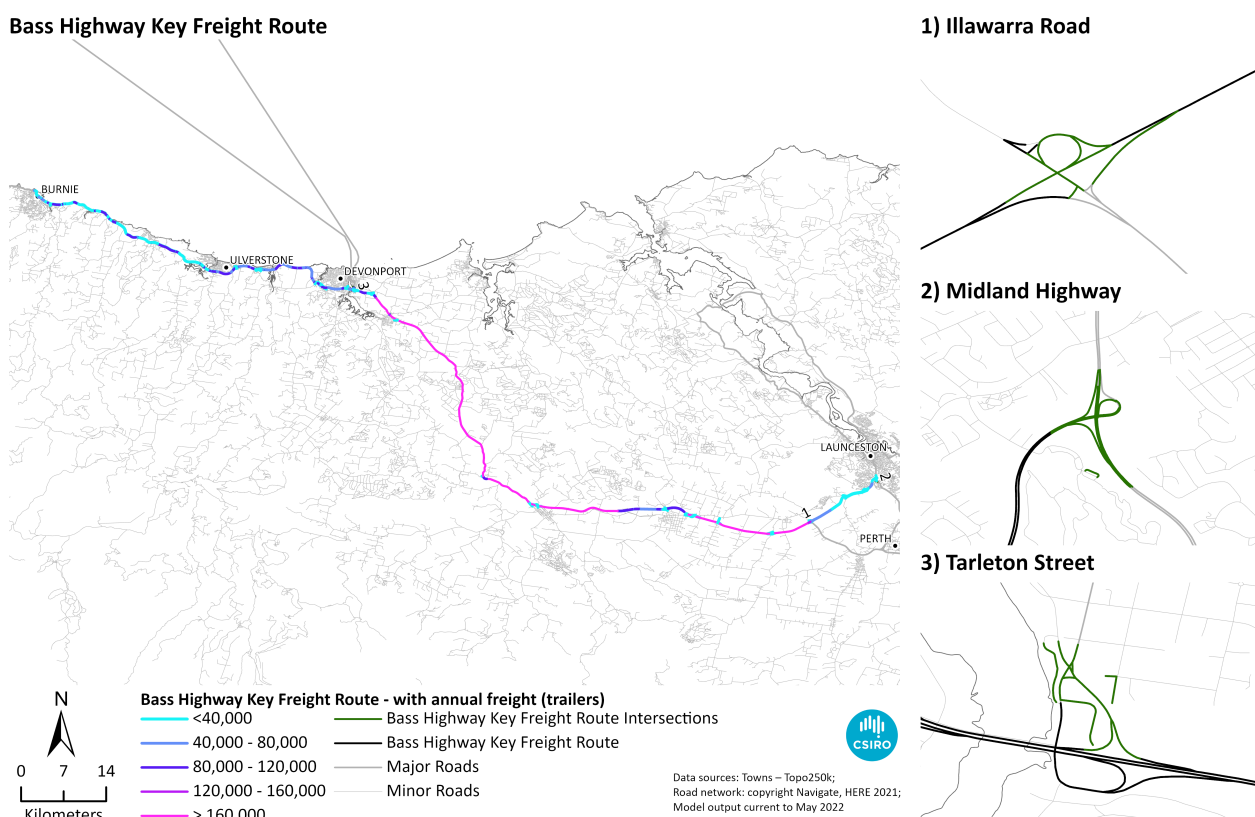 Bass Highway Key Freight Route
1) Illawarra Road
BURNIE
ULVERSTONE
DEVONPORT
3
2) Midland Highway
LAUNCESTON
2
1
PERTH
3) Tarleton Street
N
0 7 14
Kilometers
Bass Highway Key Freight Route - with annual freight (trailers)
<40,000
40,000 - 80,000
80,000 - 120,000
120,000 - 160,000
> 160,000
Bass Highway Key Freight Route Intersections
Bass Highway Key Freight Route
Major Roads
Minor Roads
CSIRO
Data sources: Towns – Topo250k;
Road network: copyright Navigate, HERE 2021;
Model output current to May 2022